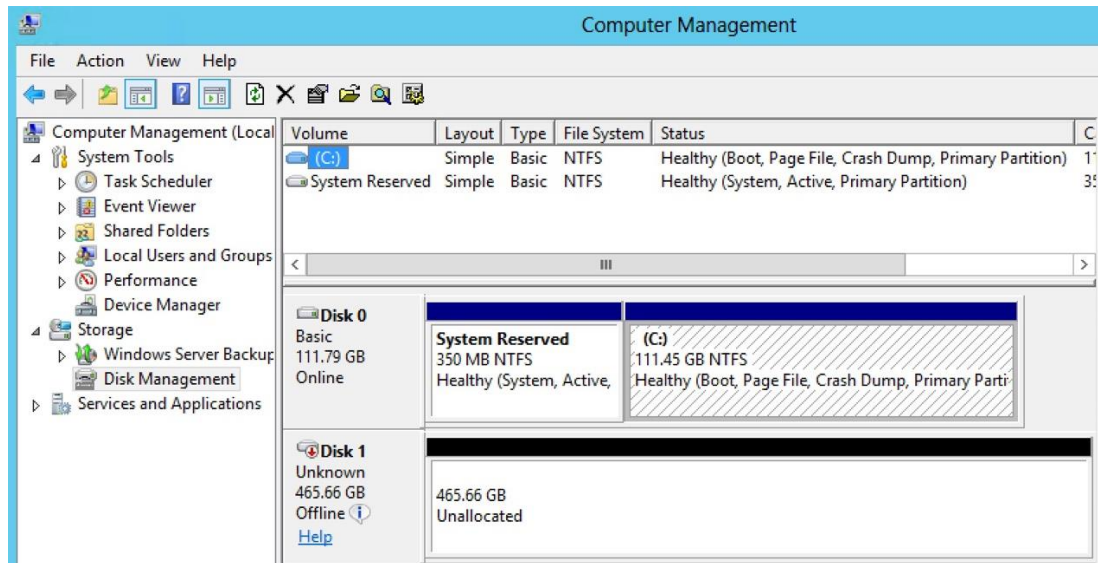 Computer Management
File Action View Help
Computer Management (Local
System Tools
Task Scheduler
Event Viewer
Shared Folders
Local Users and Groups
Performance
Device Manager
Storage
Windows Server Backup
Disk Management
Services and Applications
Volume Layout Type File System Status C
(C:) Simple Basic NTFS Healthy (Boot, Page File, Crash Dump, Primary Partition) 11
System Reserved Simple Basic NTFS Healthy (System, Active, Primary Partition) 35
Disk 0
Basic
111.79 GB
Online
System Reserved
350 MB NTFS
Healthy (System, Active,
(C:)
111.45 GB NTFS
Healthy (Boot, Page File, Crash Dump, Primary Parti
Disk 1
Unknown
465.66 GB
Offline
Help
465.66 GB
Unallocated